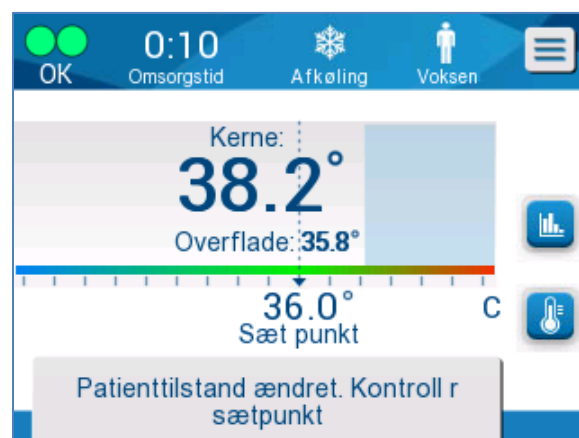 OK
0:10
Omsorgstid
Afkøling
Voksen
Kerne:
38.2°
Overflade: 35.8°
36.0°
C
Sæt punkt
Patienttilstand ændret. Kontroll r
sætpunkt